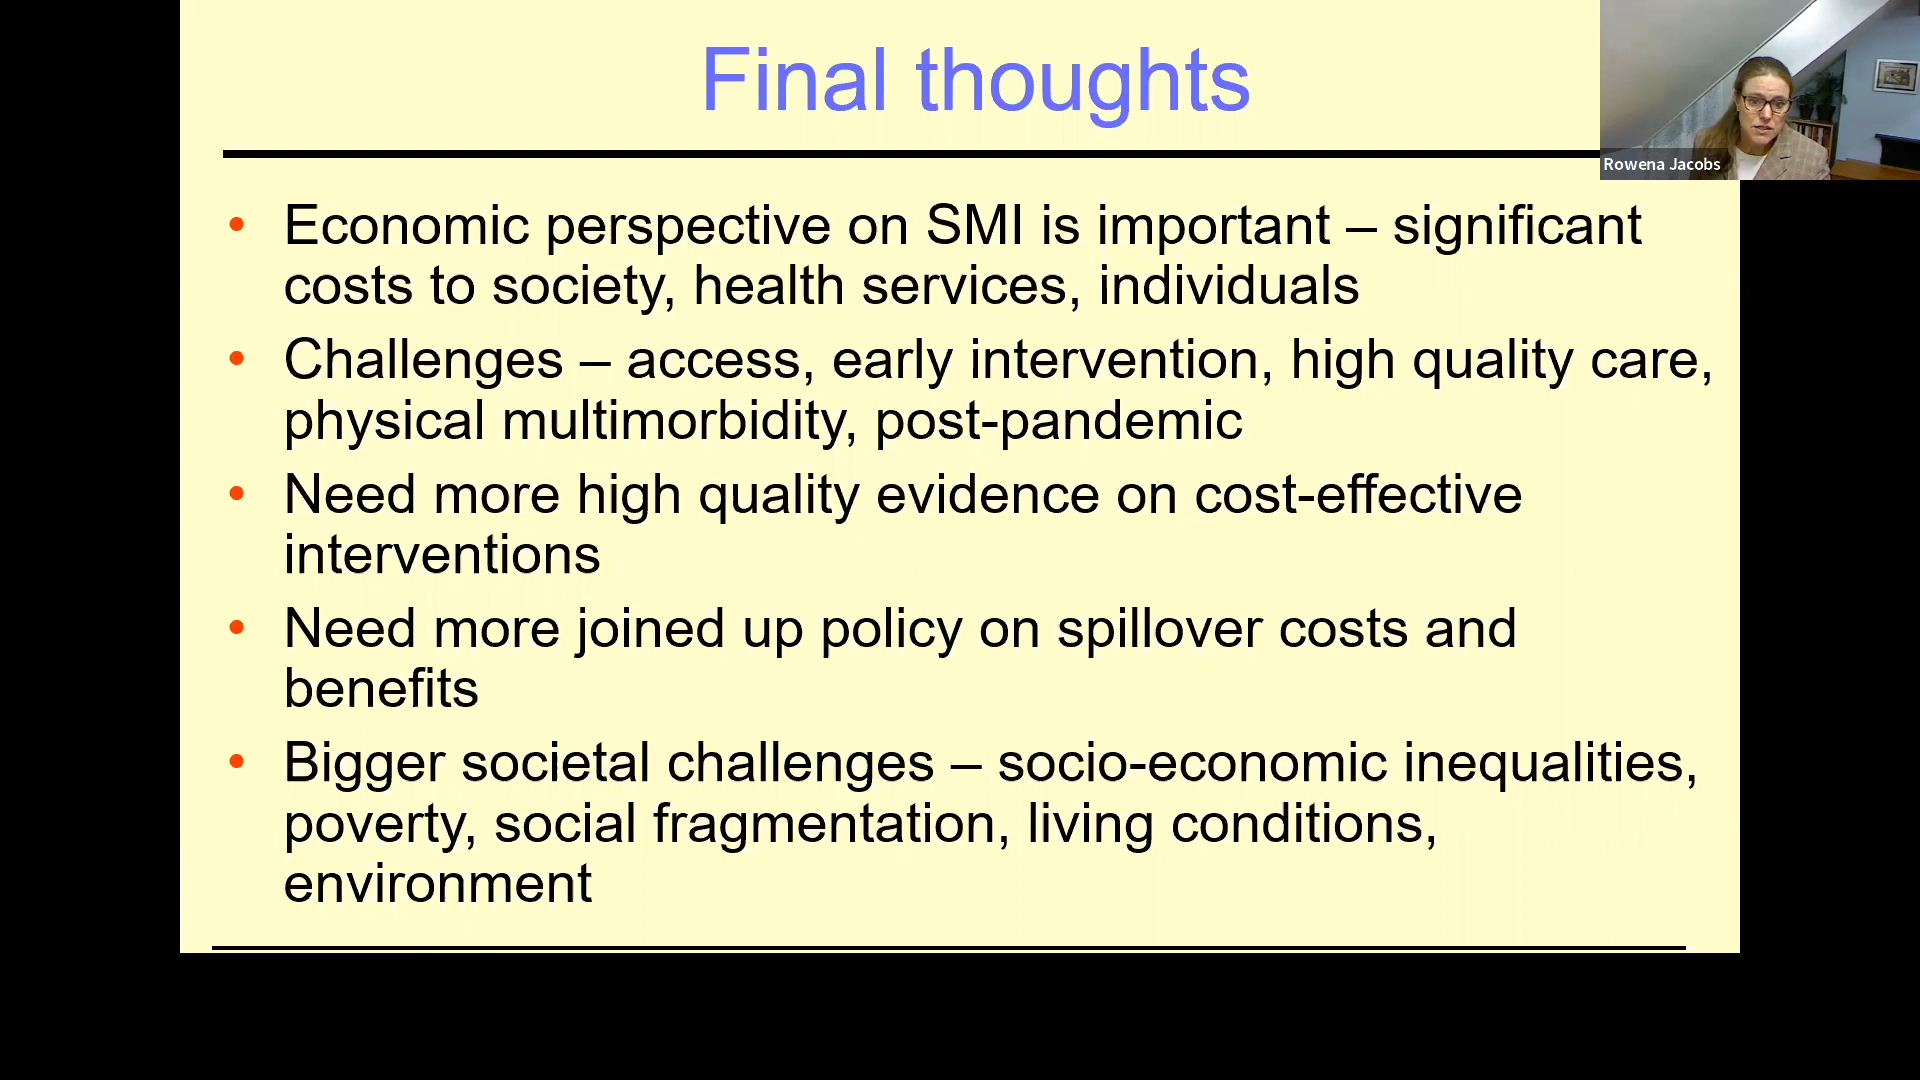 Final thoughts
Rowena Jacobs
• Economic perspective on SMI is important – significant
costs to society, health services, individuals
• Challenges – access, early intervention, high quality care,
physical multimorbidity, post-pandemic
• Need more high quality evidence on cost-effective
interventions
• Need more joined up policy on spillover costs and
benefits
• Bigger societal challenges – socio-economic inequalities,
poverty, social fragmentation, living conditions,
environment